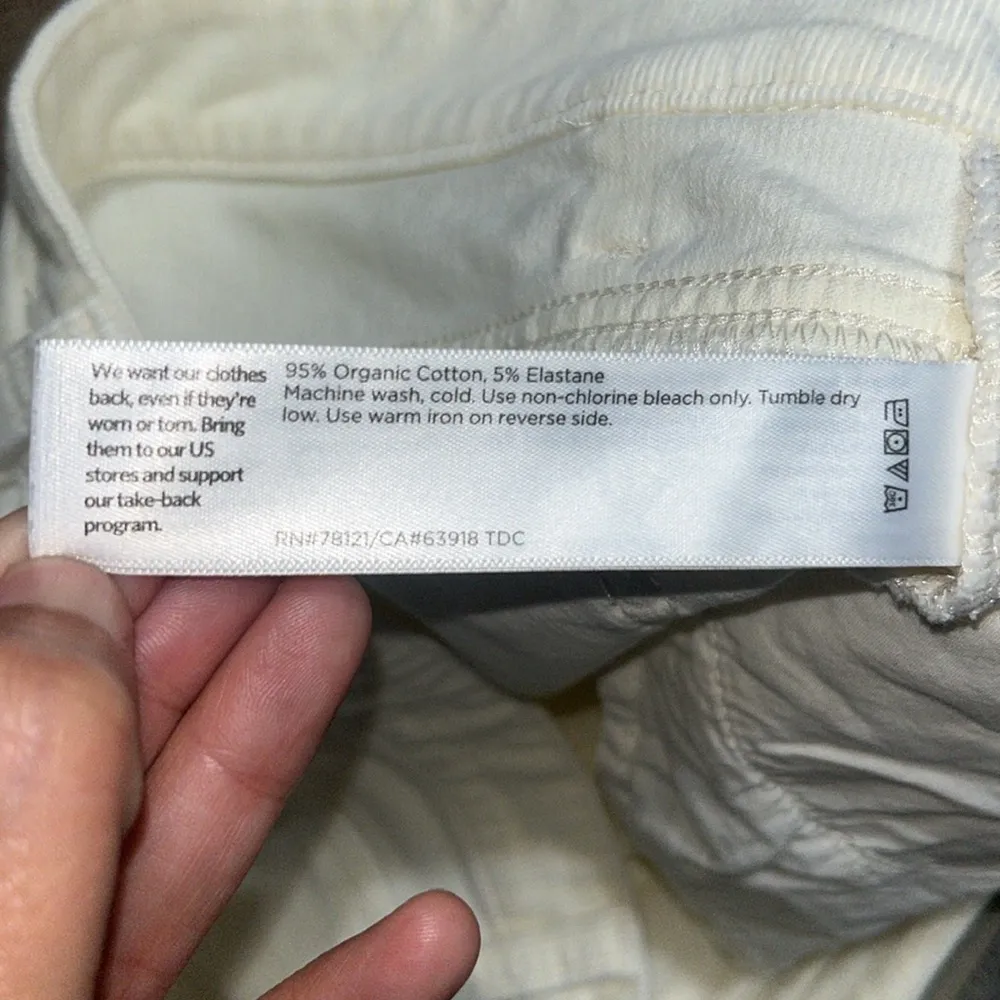 We want our clothes
back, even if they're
worn or torn. Bring
them to our US
stores and support
our take-back
program.
95% Organic Cotton, 5% Elastane
Machine wash, cold. Use non-chlorine bleach only. Tumble dry
low. Use warm iron on reverse side.
RN#78121/CA#63918 TDC